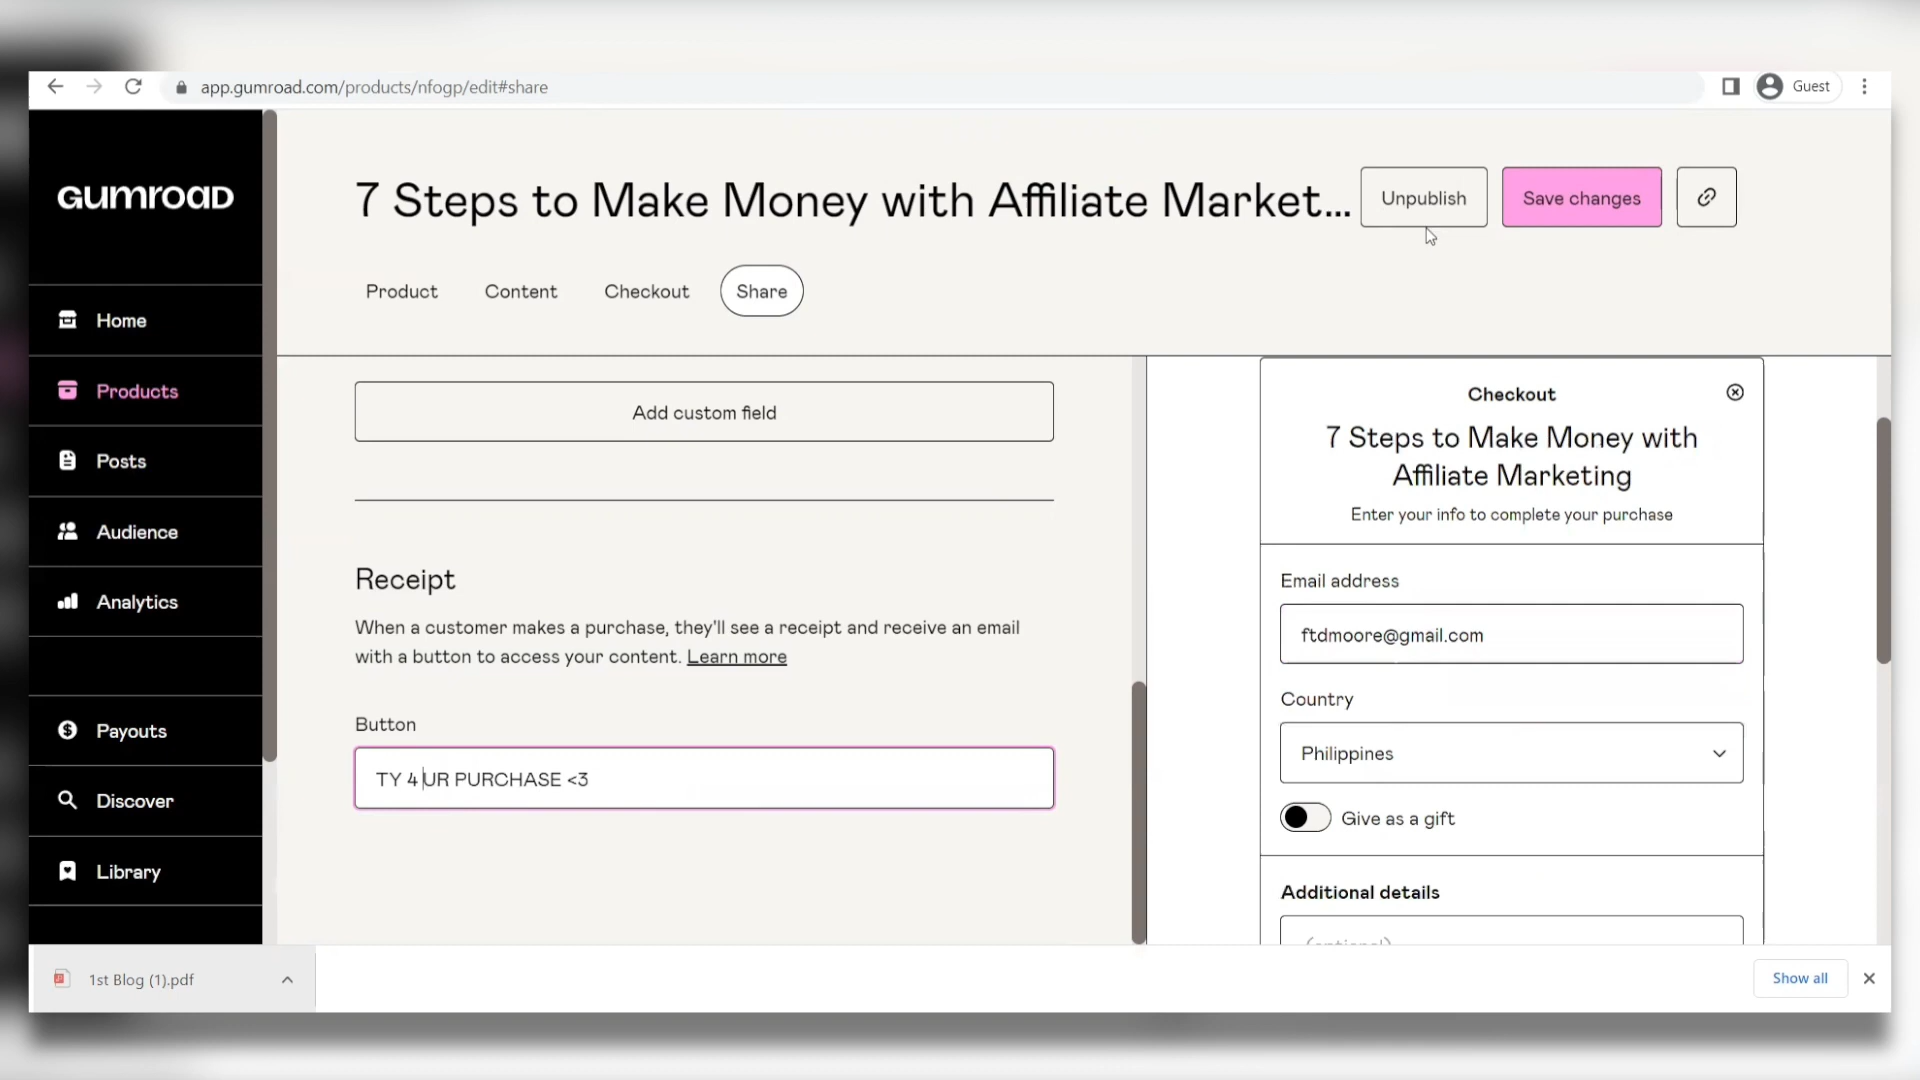 app.gumroad.com/products/nfogp/edit#share
Guest
GUMROAD
7 Steps to Make Money with Affiliate Market...
Unpublish
Save changes
Product
Content
Checkout
Share
Home
Products
Posts
Audience
Analytics
Payouts
Discover
Library
Add custom field
Receipt
When a customer makes a purchase, they'll see a receipt and receive an email
with a button to access your content. Learn more
Button
TY 4 UR PURCHASE <3
Checkout
7 Steps to Make Money with
Affiliate Marketing
Enter your info to complete your purchase
Email address
ftdmoore@gmail.com
Country
Philippines
Give as a gift
Additional details
(optional)
1st Blog (1).pdf
Show all